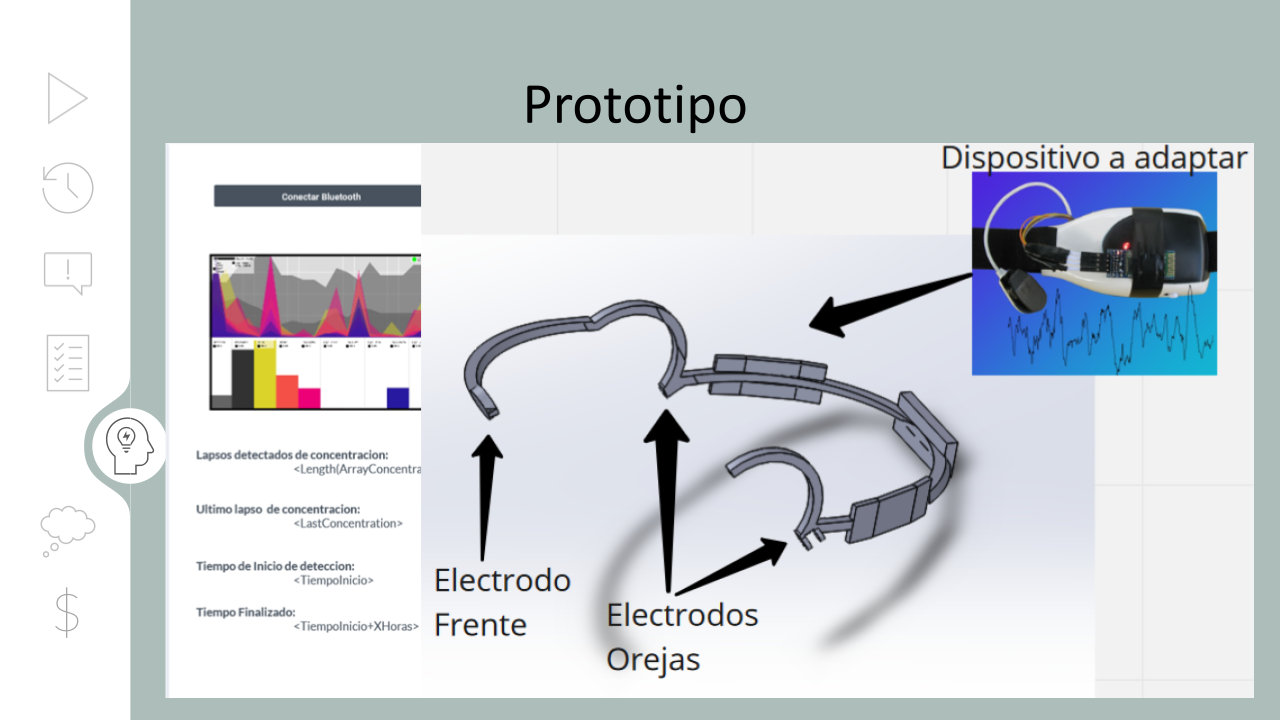 Prototipo
Dispositivo a adaptar
Conectar Bluetooth
Lapsos detectados de concentracion:
<Length(ArrayConcentra
Ultimo lapso de concentracion:
<LastConcentration>
Tiempo de Inicio de deteccion:
<TiempoInicio>
Tiempo Finalizado:
<TiempoInicio+XHoras>
Electrodo
Frente
Electrodos
Orejas